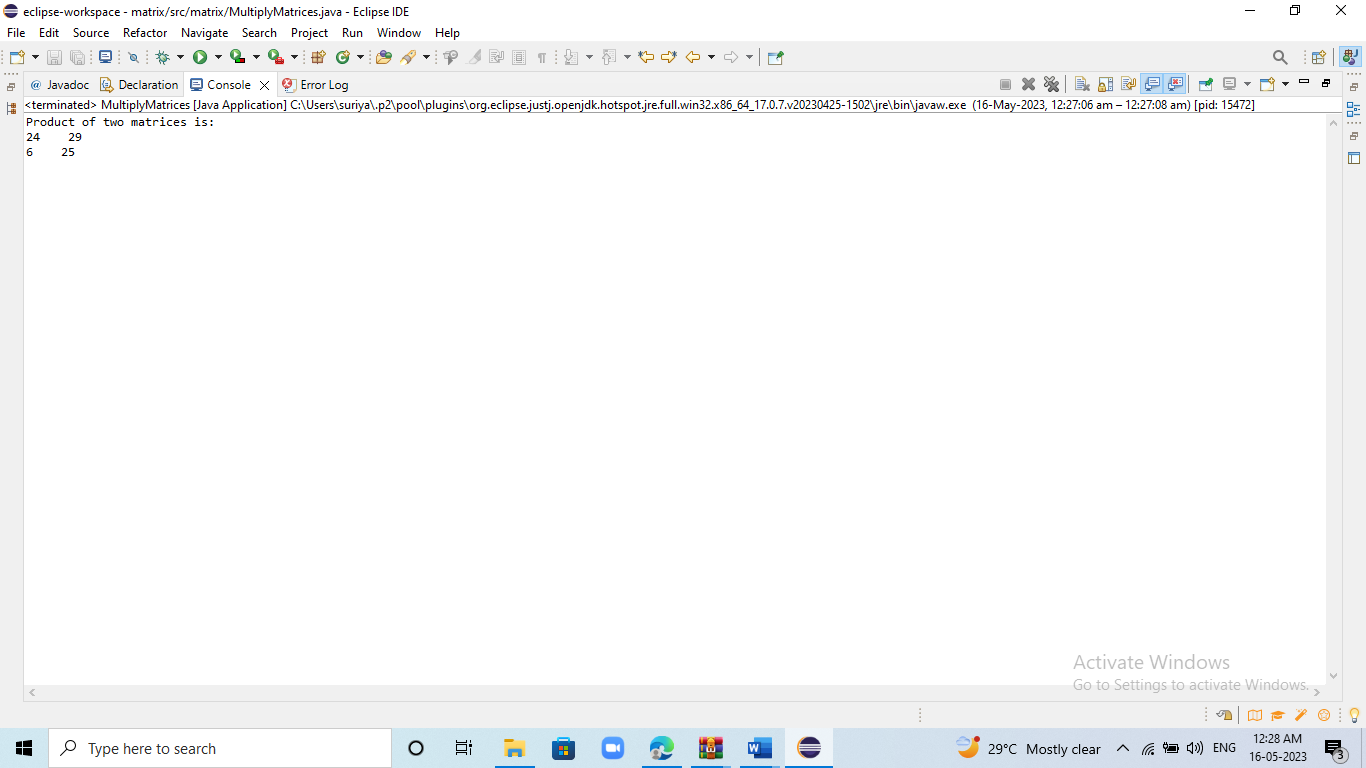 eclipse-workspace - matrix/src/matrix/MultiplyMatrices.java - Eclipse IDE
File Edit Source Refactor Navigate Search Project Run Window Help
@ Javadoc Declaration Console Error Log
<terminated> MultiplyMatrices [Java Application] C:\Users\suriya\.p2\pool\plugins\org.eclipse.justj.openjdk.hotspot.jre.full.win32.x86_64_17.0.7.v20230425-1502\jre\bin\javaw.exe (16-May-2023, 12:27:06 am – 12:27:08 am) [pid: 15472]
Product of two matrices is:
24 29
6 25
Activate Windows
Go to Settings to activate Windows.
Type here to search
W
29°C Mostly clear
ENG
12:28 AM
16-05-2023
3